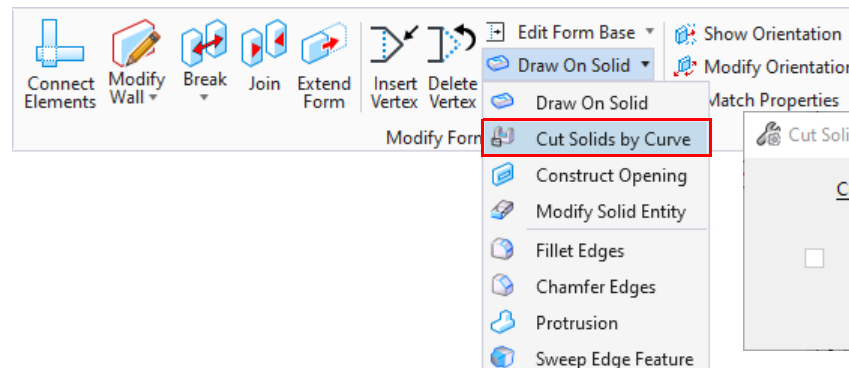 Connect
Elements
Modify
Wall
Break
Join
Extend
Form
Insert
Vertex
Delete
Vertex
Edit Form Base
Draw On Solid
Show Orientation
Modify Orientation
Match Properties
Modify Form
Draw On Solid
Cut Solids by Curve
Construct Opening
Modify Solid Entity
Fillet Edges
Chamfer Edges
Protrusion
Sweep Edge Feature
Cut Soli
C